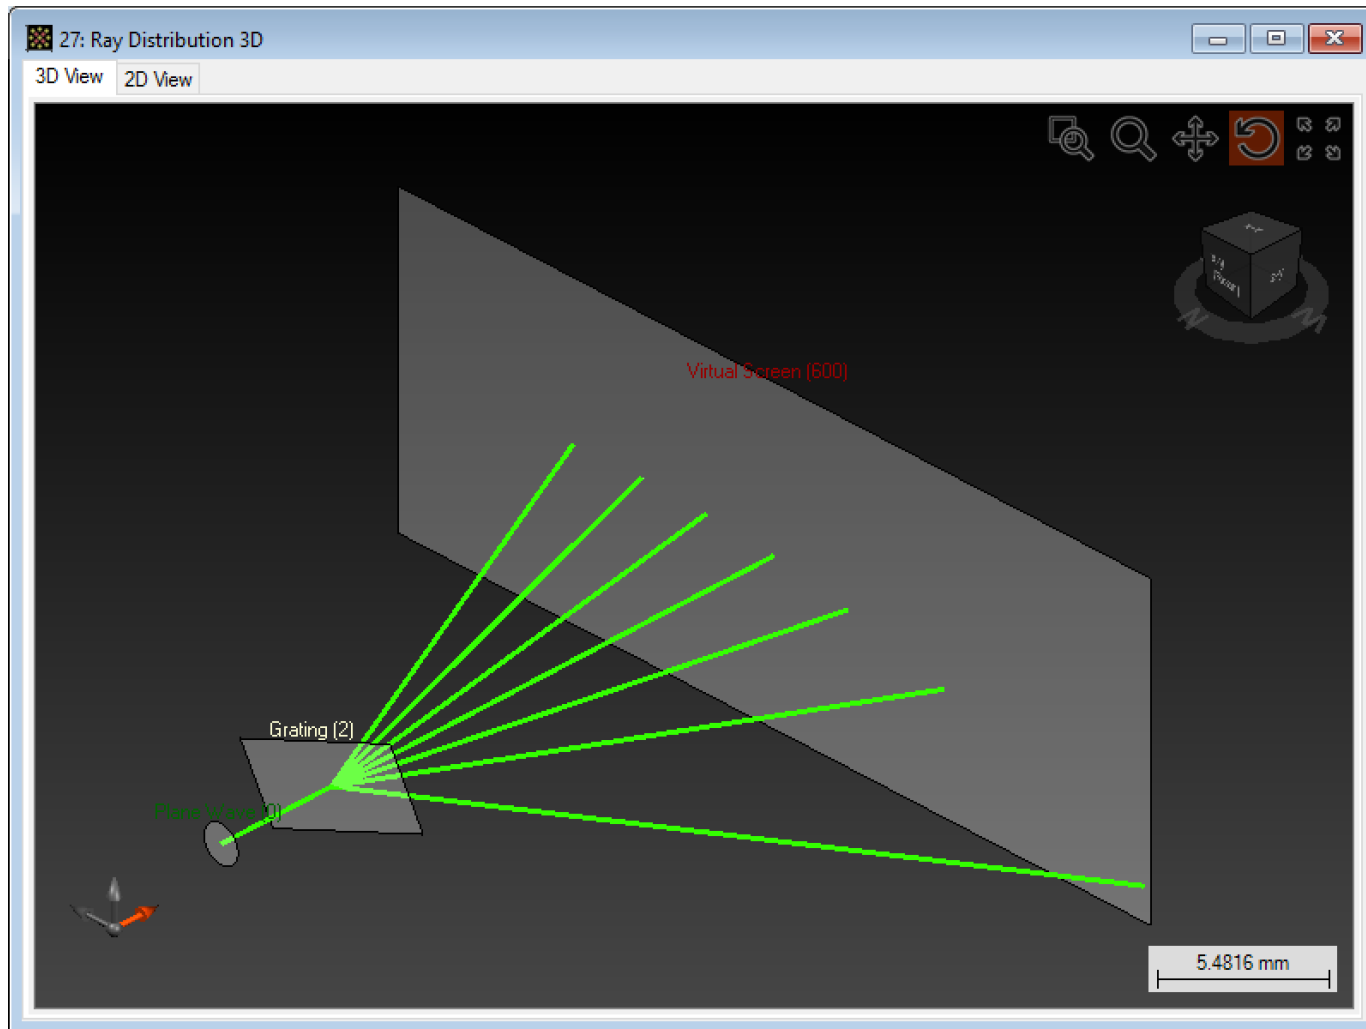 27: Ray Distribution 3D
3D View
2D View
Virtual Screen (600)
Grating (2)
Plane Wave (0)
N
5.4816 mm